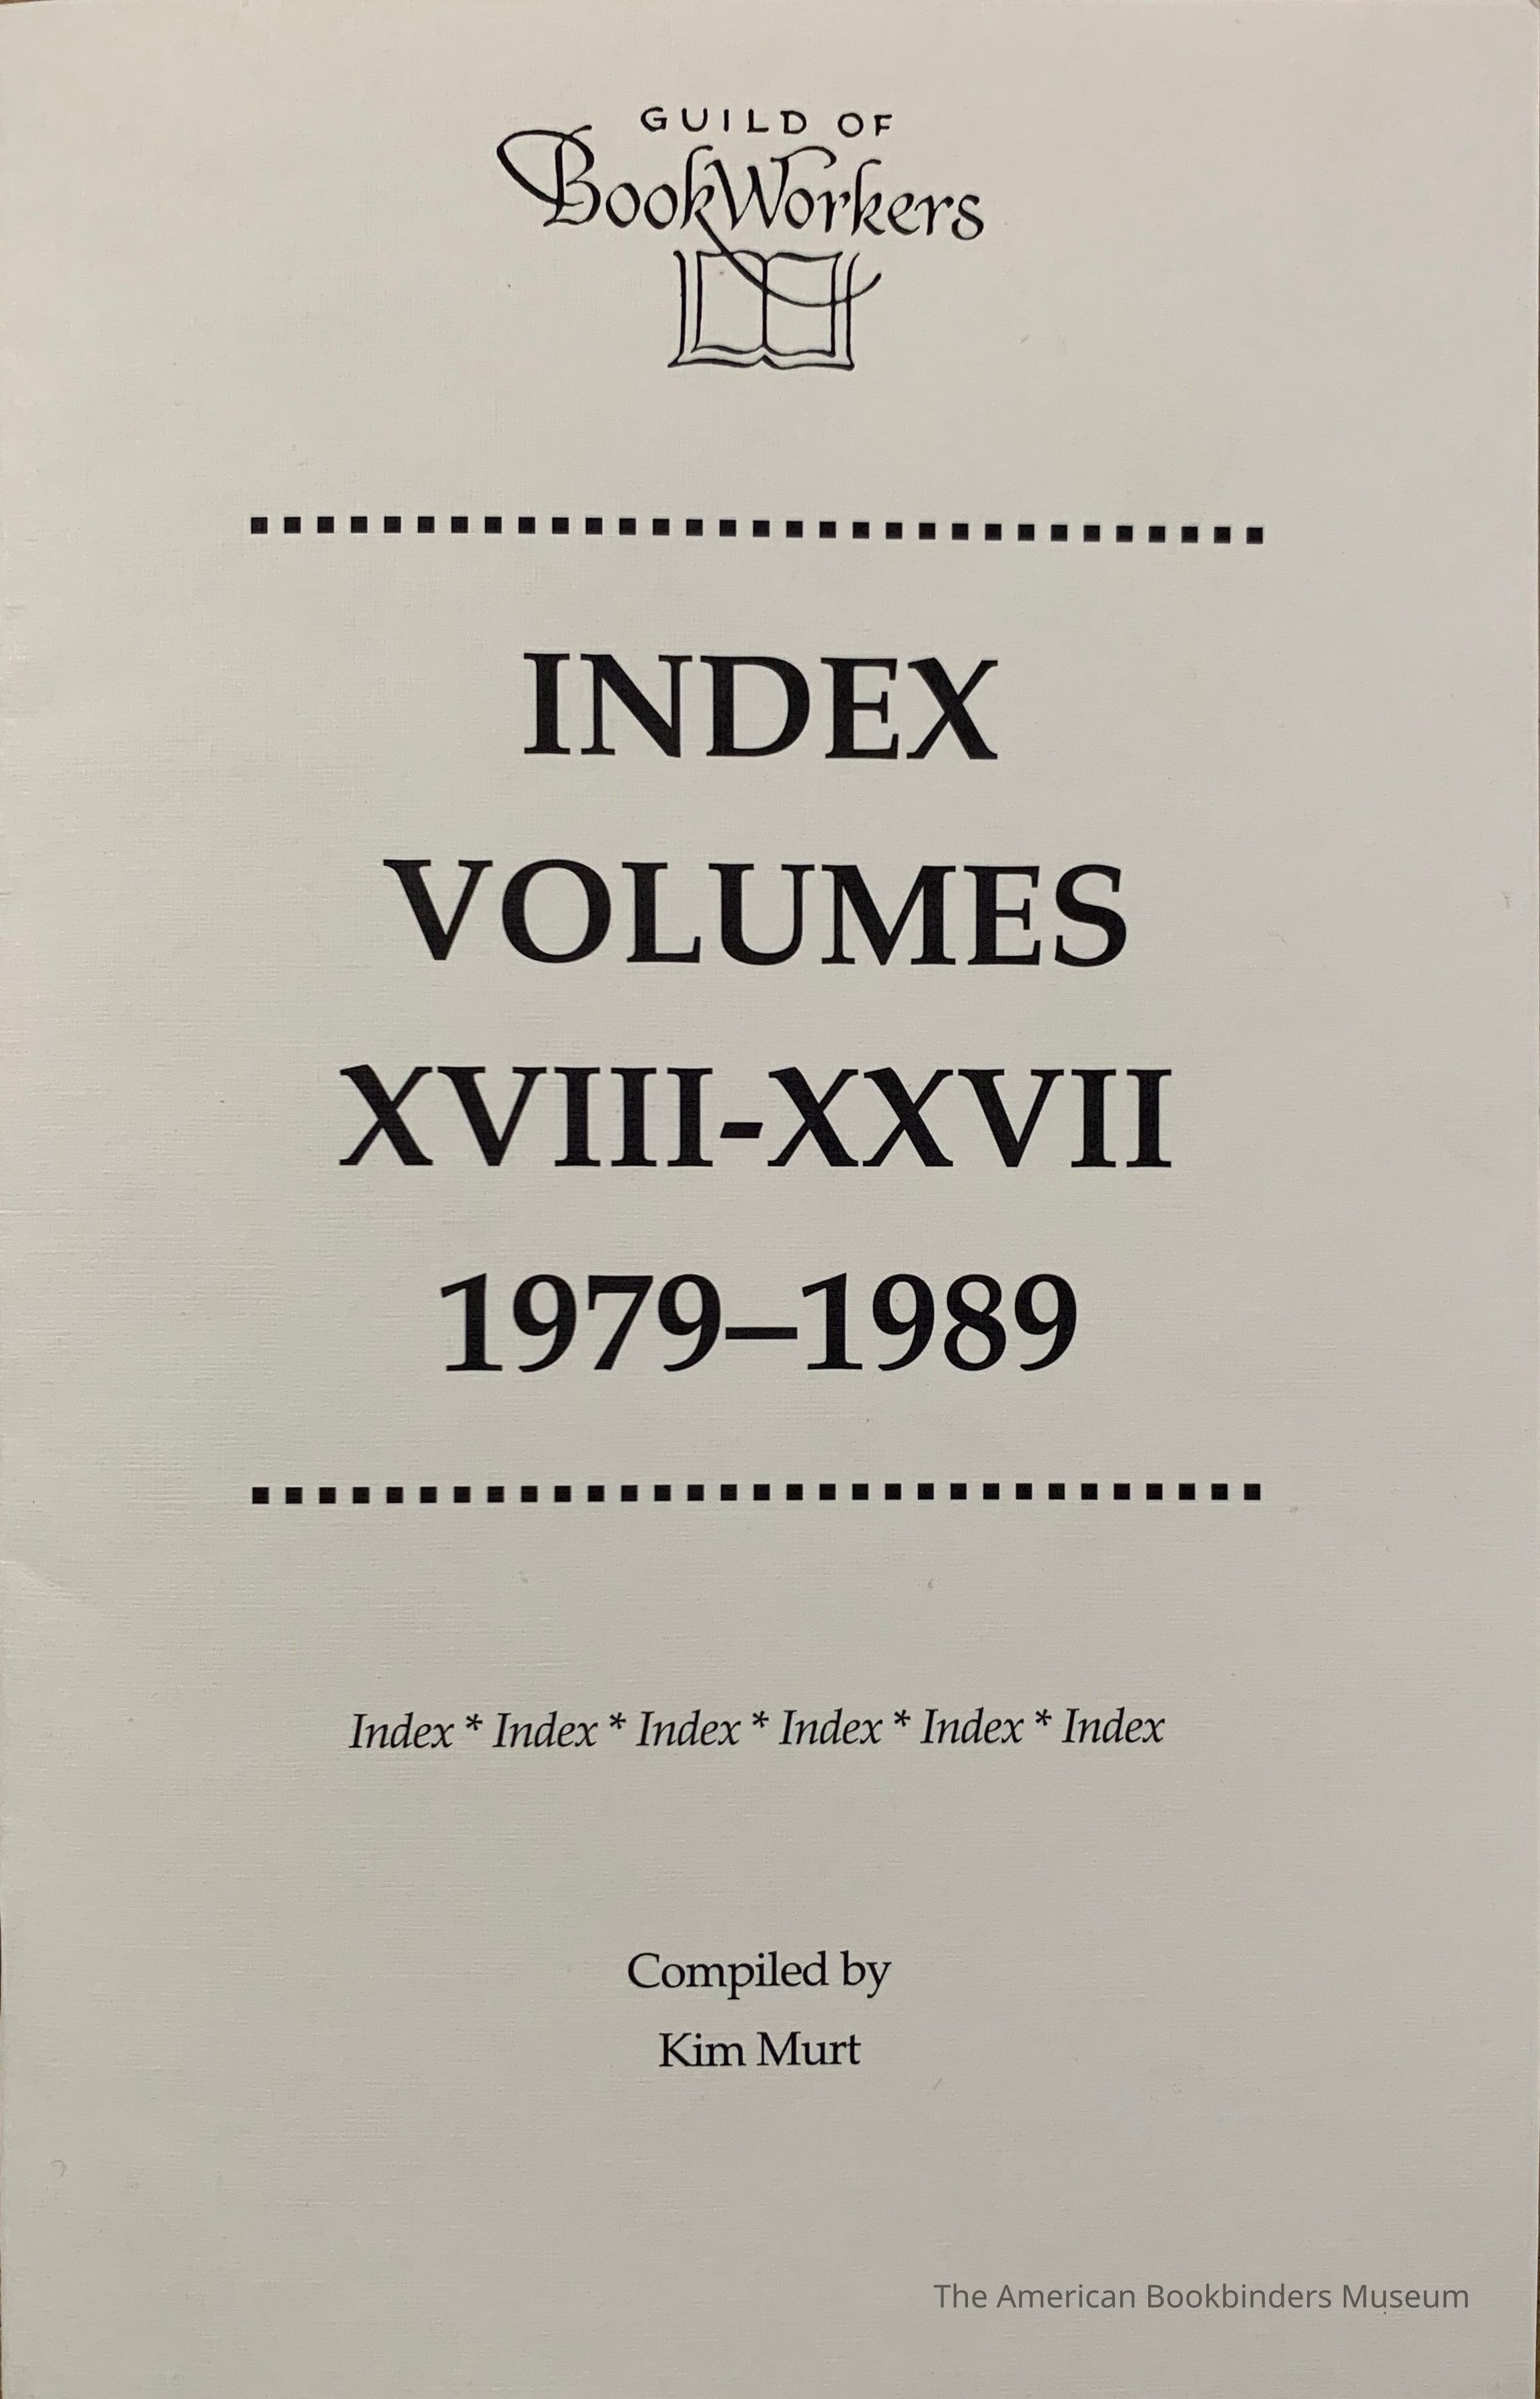 GUILD OF
BookWorkers
INDEX
VOLUMES
XVIII-XXVII
1979–1989
Index * Index * Index * Index * Index * Index
Compiled by
Kim Murt
The American Bookbinders Museum